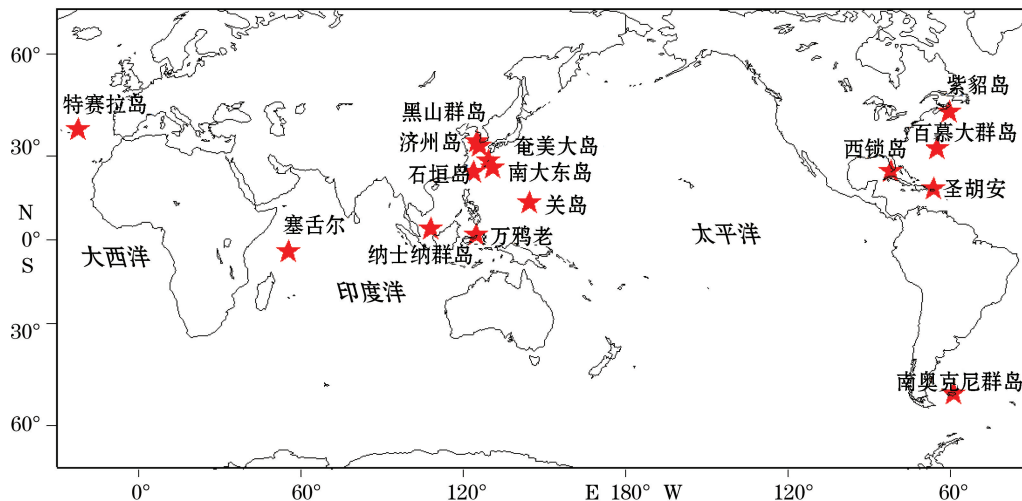 60°
30°
N
0°
S
30°
60°
特赛拉岛
黑山群岛
济州岛
奄美大岛
石垣岛
南大东岛
关岛
塞舌尔
纳士纳群岛
万鸦老
大西洋
印度洋
太平洋
紫貂岛
百慕大群岛
西锁岛
圣胡安
南奥克尼群岛
0°
60°
120°
E 180° W
120°
60°